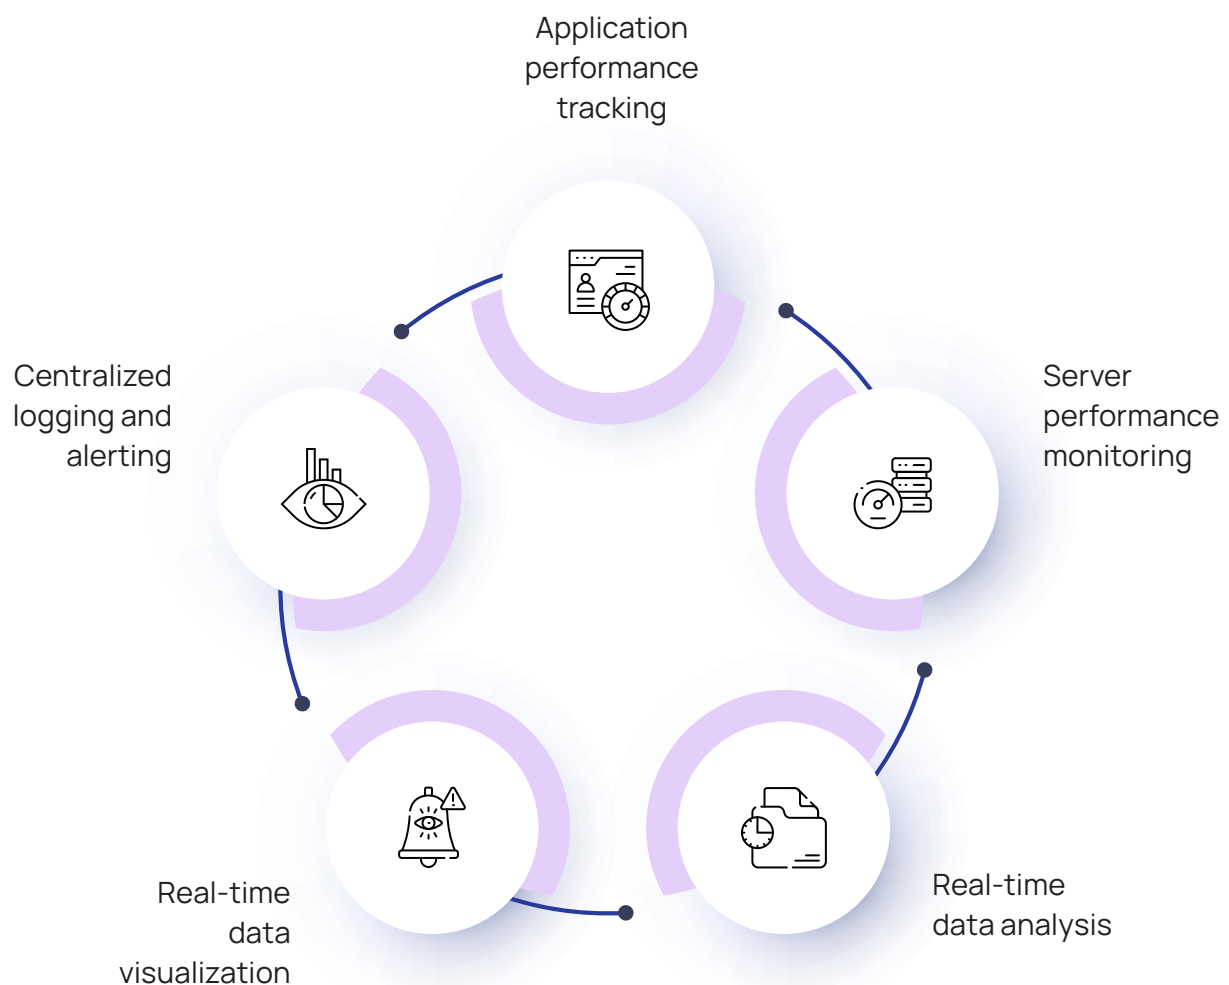 Application
performance
tracking
Centralized
logging and
alerting
Server
performance
monitoring
Real-time
data
visualization
Real-time
data analysis